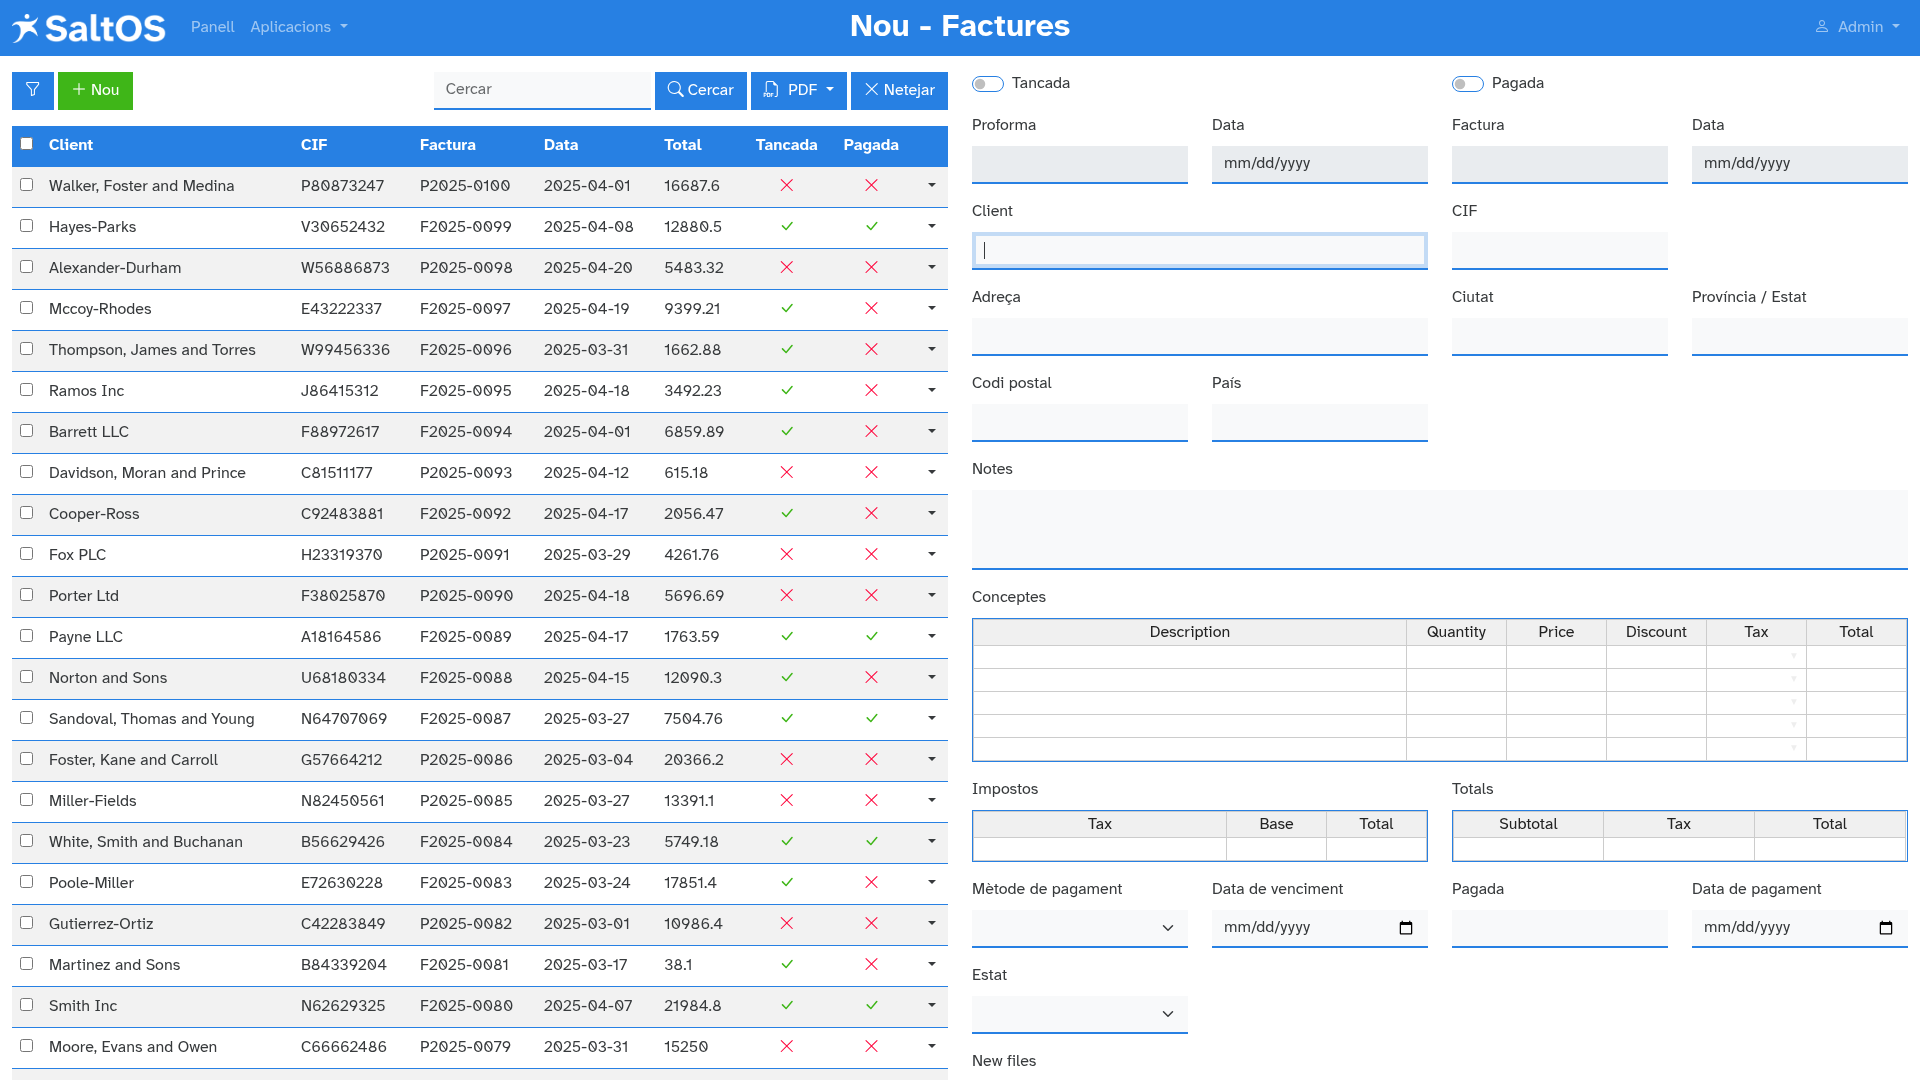 SaltOS Panell Aplicacions Nou - Factures Admin
Nou Cercar Cercar PDF Netejar
Client CIF Factura Data Total Tancada Pagada
Walker, Foster and Medina P80873247 P2025-0100 2025-04-01 16687.6
Hayes-Parks V30652432 F2025-0099 2025-04-08 12880.5
Alexander-Durham W56886873 P2025-0098 2025-04-20 5483.32
Mccoy-Rhodes E43222337 F2025-0097 2025-04-19 9399.21
Thompson, James and Torres W99456336 F2025-0096 2025-03-31 1662.88
Ramos Inc J86415312 F2025-0095 2025-04-18 3492.23
Barrett LLC F88972617 F2025-0094 2025-04-01 6859.89
Davidson, Moran and Prince C81511177 P2025-0093 2025-04-12 615.18
Cooper-Ross C92483881 F2025-0092 2025-04-17 2056.47
Fox PLC H23319370 P2025-0091 2025-03-29 4261.76
Porter Ltd F38025870 P2025-0090 2025-04-18 5696.69
Payne LLC A18164586 F2025-0089 2025-04-17 1763.59
Norton and Sons U68180334 F2025-0088 2025-04-15 12090.3
Sandoval, Thomas and Young N64707069 F2025-0087 2025-03-27 7504.76
Foster, Kane and Carroll G57664212 P2025-0086 2025-03-04 20366.2
Miller-Fields N82450561 P2025-0085 2025-03-27 13391.1
White, Smith and Buchanan B56629426 F2025-0084 2025-03-23 5749.18
Poole-Miller E72630228 F2025-0083 2025-03-24 17851.4
Gutierrez-Ortiz C42283849 P2025-0082 2025-03-01 10986.4
Martinez and Sons B84339204 F2025-0081 2025-03-17 38.1
Smith Inc N62629325 F2025-0080 2025-04-07 21984.8
Moore, Evans and Owen C66662486 P2025-0079 2025-03-31 15250
Tancada Pagada
Proforma Data Factura Data
mm/dd/yyyy mm/dd/yyyy
Client CIF
Adreça Ciutat Província / Estat
Codi postal País
Notes
Conceptes
Description Quantity Price Discount Tax Total
Impostos Totals
Tax Base Total Subtotal Tax Total
Mètode de pagament Data de venciment Pagada Data de pagament
mm/dd/yyyy mm/dd/yyyy
Estat
New files